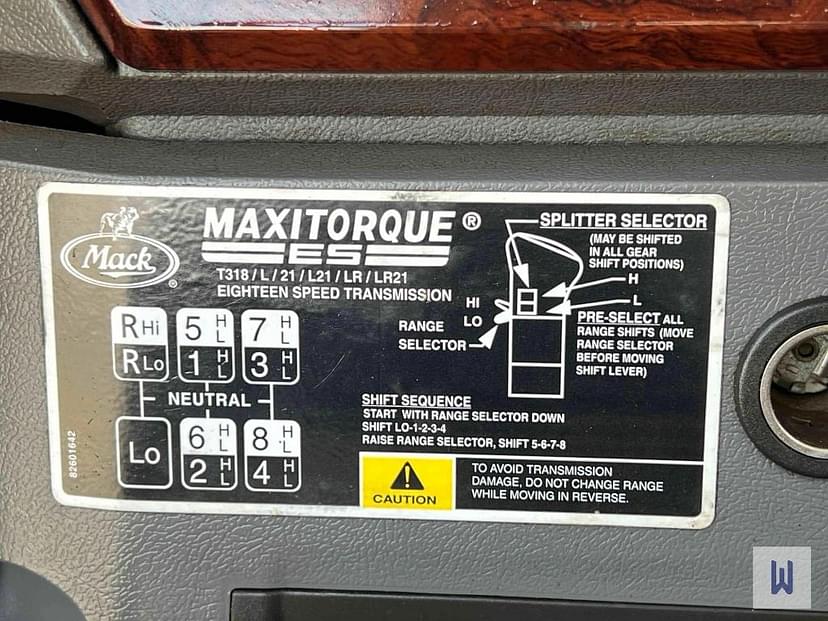 Mack
®
MAXITORQUE®
ES
T318 / L / 21 / L21 / LR / LR21
EIGHTEEN SPEED TRANSMISSION
SPLITTER SELECTOR
(MAY BE SHIFTED
IN ALL GEAR
SHIFT POSITIONS)
H
L
HI
LO
RANGE
SELECTOR
PRE-SELECT ALL
RANGE SHIFTS (MOVE
RANGE SELECTOR
BEFORE MOVING
SHIFT LEVER)
R HI 5 H L 7 H L
R LO 1 H L 3 H L
NEUTRAL
Lo 6 H L 8 H L
2 H L 4 H L
82601642
SHIFT SEQUENCE
START WITH RANGE SELECTOR DOWN
SHIFT LO-1-2-3-4
RAISE RANGE SELECTOR, SHIFT 5-6-7-8
CAUTION
TO AVOID TRANSMISSION
DAMAGE, DO NOT CHANGE RANGE
WHILE MOVING IN REVERSE.
W